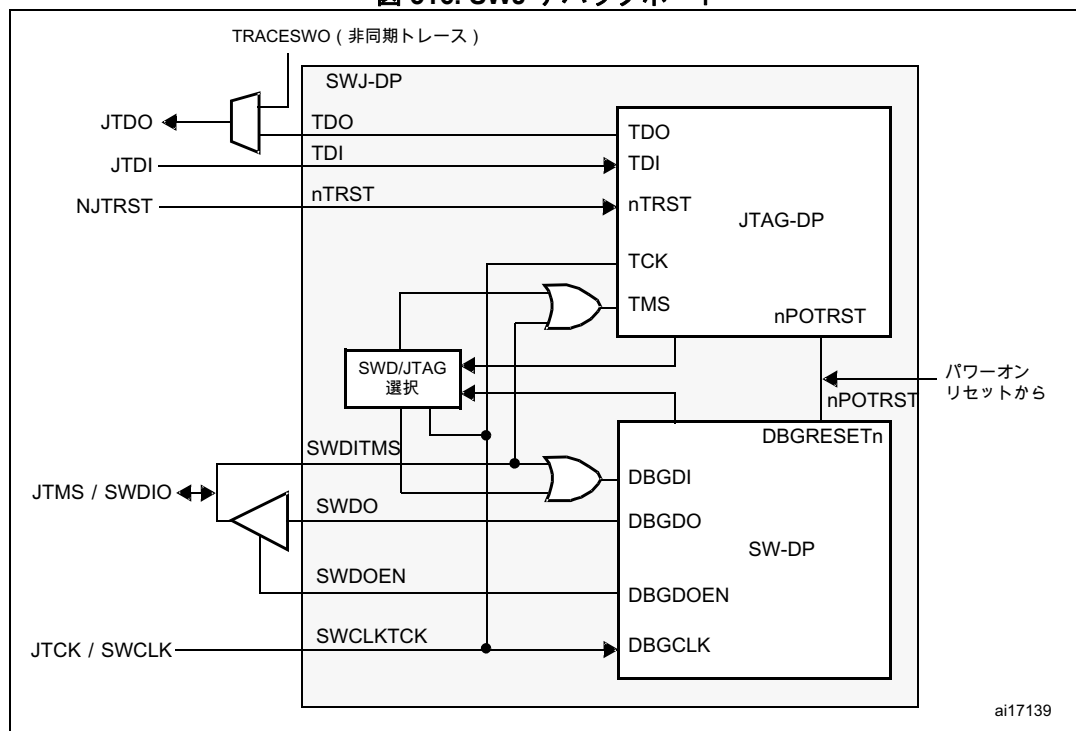 TRACESWO ( 非同期トレース )
SWJ-DP
JTDO
TDO
TDO
JTDI
TDI
TDI
NJTRST
nTRST
nTRST
JTAG-DP
TCK
TMS
nPOTRST
SWD/JTAG
選択
パワーオン
リセットから
nPOTRST
DBGRESETn
SWDITMS
DBGDI
JTMS / SWDIO
SWDO
DBGDO
SW-DP
SWDOEN
DBGDOEN
JTCK / SWCLK
SWCLKTCK
DBGCLK
ai17139